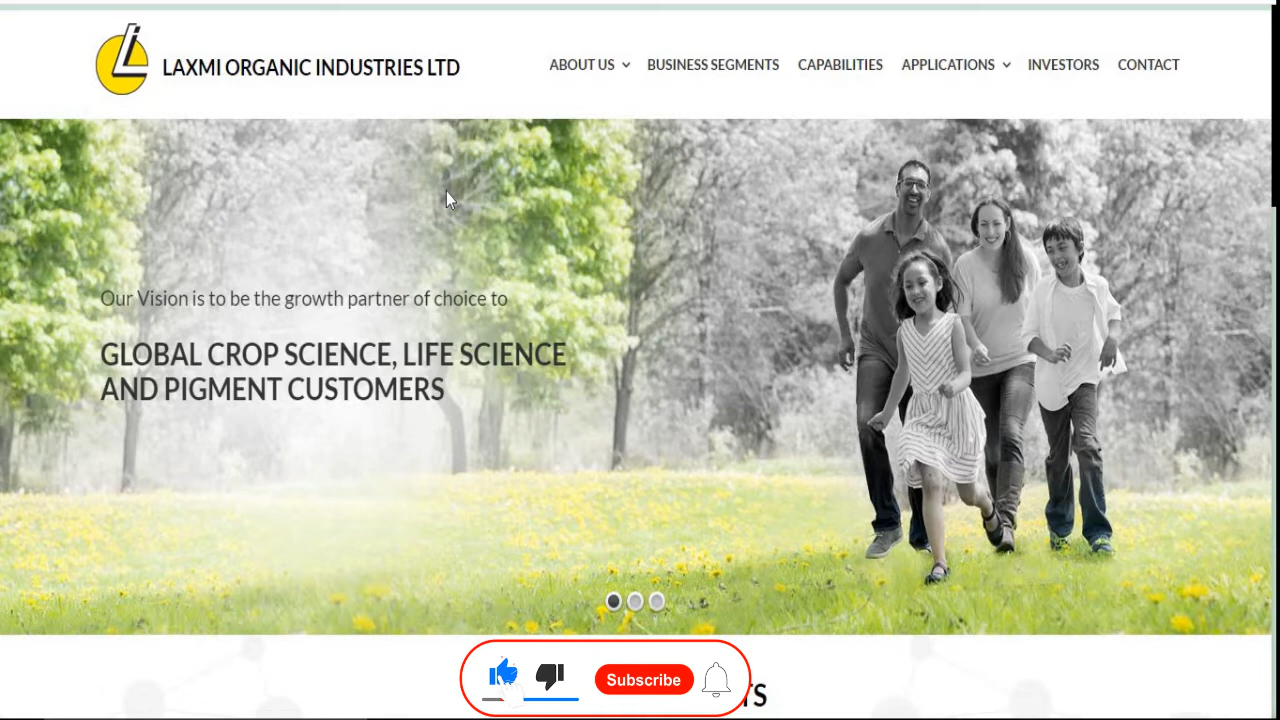 LAXMI ORGANIC INDUSTRIES LTD
ABOUT US BUSINESS SEGMENTS CAPABILITIES APPLICATIONS INVESTORS CONTACT
Our Vision is to be the growth partner of choice to
GLOBAL CROP SCIENCE, LIFE SCIENCE
AND PIGMENT CUSTOMERS
Subscribe